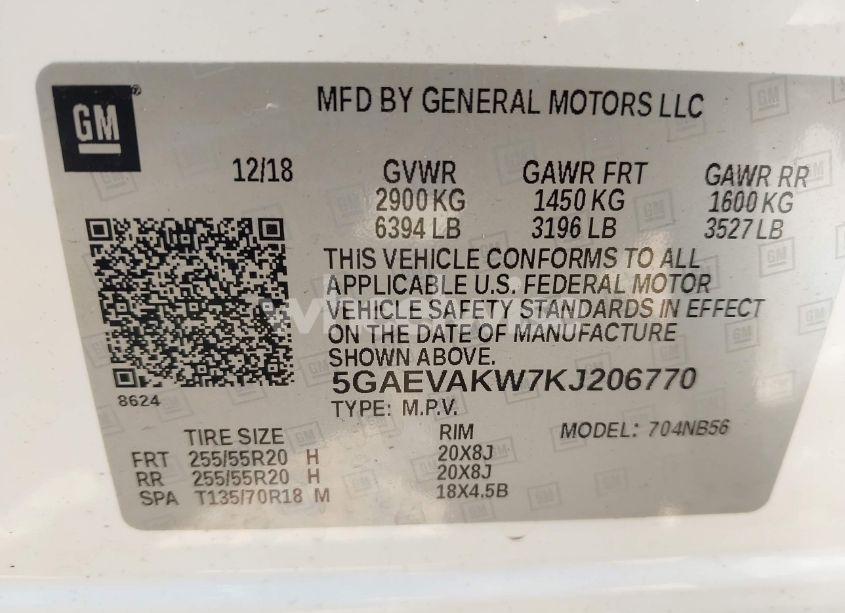 GM
MFD BY GENERAL MOTORS LLC
12/18 GVWR GAWR FRT GAWR RR
2900 KG 1450 KG 1600 KG
6394 LB 3196 LB 3527 LB
THIS VEHICLE CONFORMS TO ALL
APPLICABLE U.S. FEDERAL MOTOR
VEHICLE SAFETY STANDARDS IN EFFECT
ON THE DATE OF MANUFACTURE
SHOWN ABOVE.
5GAEVAKW7KJ206770
8624
TYPE: M.P.V.
TIRE SIZE RIM MODEL: 704NB56
FRT 255/55R20 H 20X8J
RR 255/55R20 H 20X8J
SPA T135/70R18 M 18X4.5B